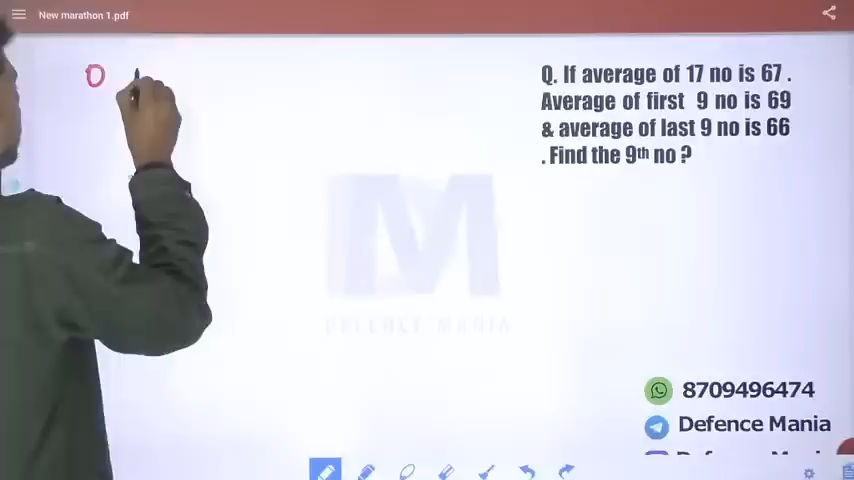 New marathon 1.pdf
O
Q. If average of 17 no is 67 .
Average of first 9 no is 69
& average of last 9 no is 66
. Find the 9th no ?
M
DEFENCE MANIA
8709496474
Defence Mania